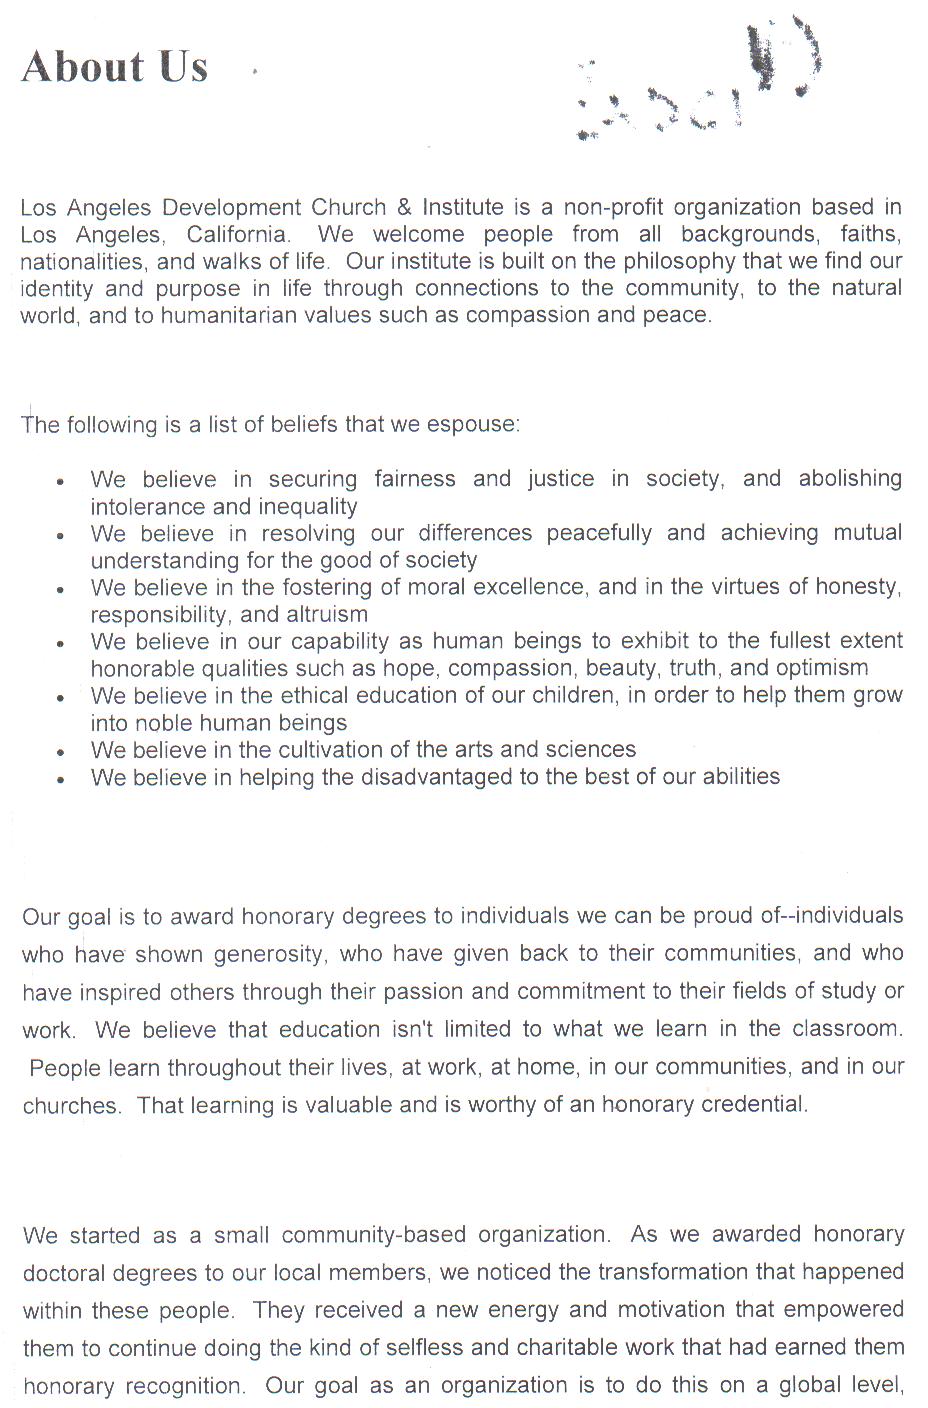 About Us
Los Angeles Development Church & Institute is a non-profit organization based in
Los Angeles, California. We welcome people from all backgrounds, faiths,
nationalities, and walks of life. Our institute is built on the philosophy that we find our
identity and purpose in life through connections to the community, to the natural
world, and to humanitarian values such as compassion and peace.
The following is a list of beliefs that we espouse:
• We believe in securing fairness and justice in society, and abolishing
intolerance and inequality
• We believe in resolving our differences peacefully and achieving mutual
understanding for the good of society
• We believe in the fostering of moral excellence, and in the virtues of honesty,
responsibility, and altruism
• We believe in our capability as human beings to exhibit to the fullest extent
honorable qualities such as hope, compassion, beauty, truth, and optimism
• We believe in the ethical education of our children, in order to help them grow
into noble human beings
• We believe in the cultivation of the arts and sciences
• We believe in helping the disadvantaged to the best of our abilities
Our goal is to award honorary degrees to individuals we can be proud of--individuals
who have shown generosity, who have given back to their communities, and who
have inspired others through their passion and commitment to their fields of study or
work. We believe that education isn't limited to what we learn in the classroom.
People learn throughout their lives, at work, at home, in our communities, and in our
churches. That learning is valuable and is worthy of an honorary credential.
We started as a small community-based organization. As we awarded honorary
doctoral degrees to our local members, we noticed the transformation that happened
within these people. They received a new energy and motivation that empowered
them to continue doing the kind of selfless and charitable work that had earned them
honorary recognition. Our goal as an organization is to do this on a global level,